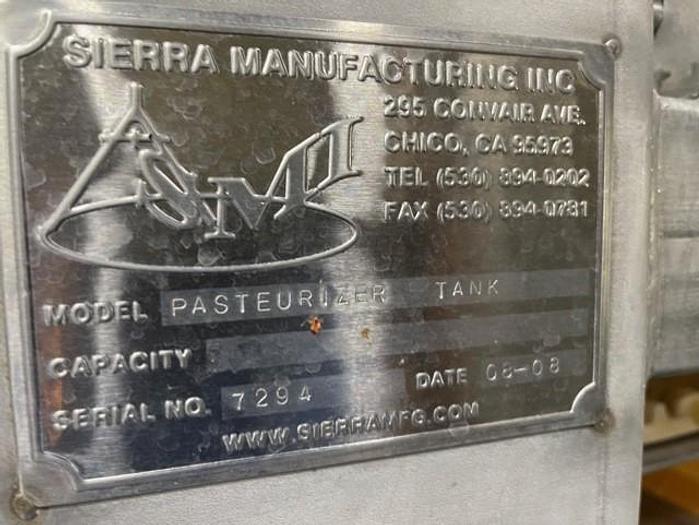 SIERRA MANUFACTURING INC
295 CONVAIR AVE.
CHICO, CA 95973
TEL (530) 894-0202
FAX (530) 894-0781
SMI
MODEL PASTEURIZER TANK
CAPACITY
SERIAL NO. 7294 DATE 08-08
WWW.SIERRAMFG.COM